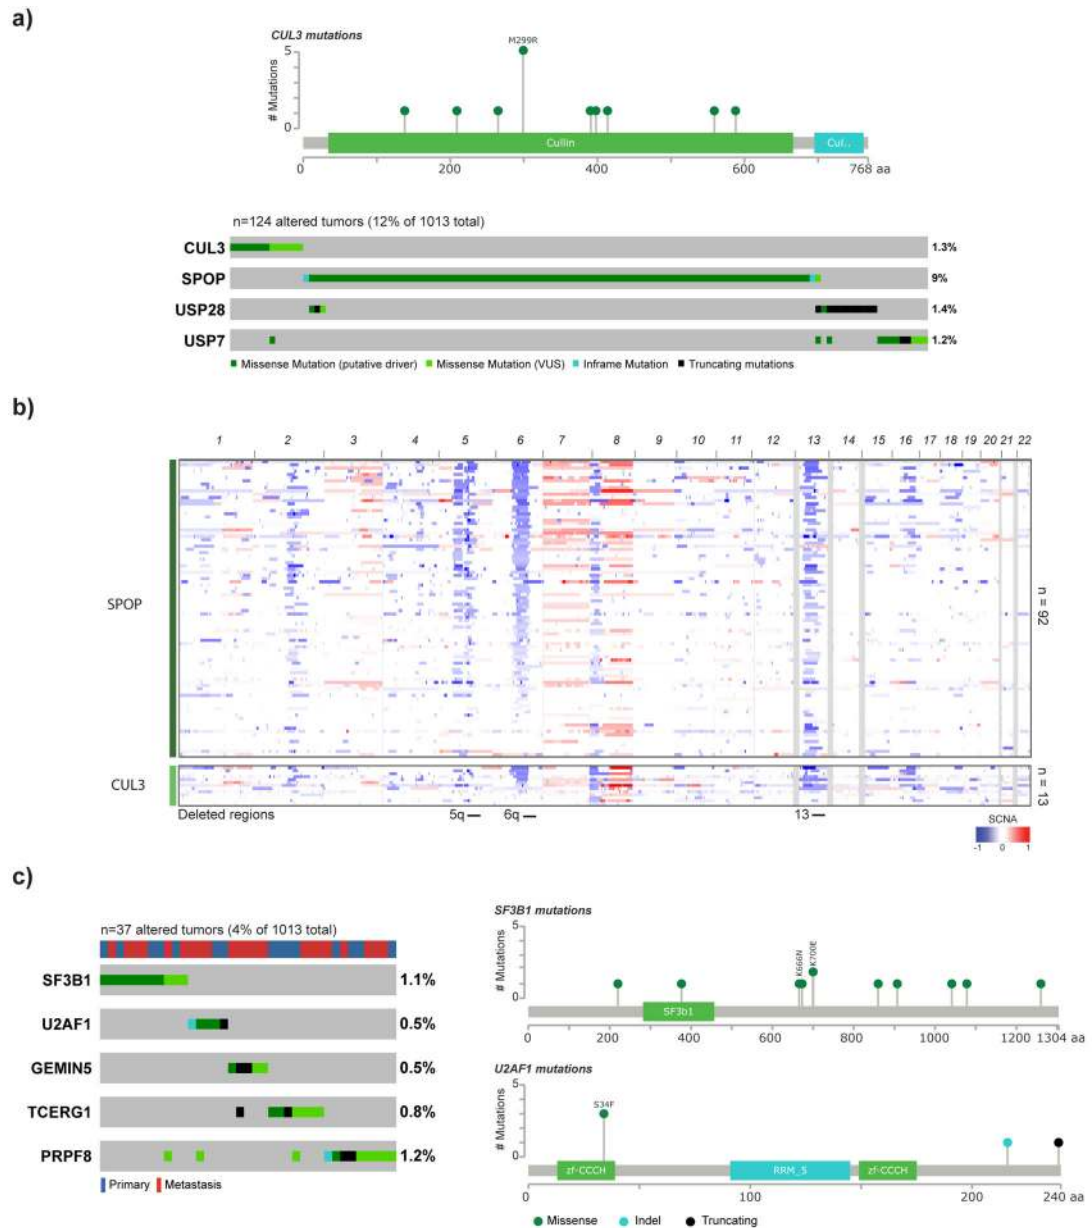 a)
CUL3 mutations
# Mutations
5
0
M299R
Cullin
Cul..
0 200 400 600 768 aa
n=124 altered tumors (12% of 1013 total)
CUL3 1.3%
SPOP 9%
USP28 1.4%
USP7 1.2%
Missense Mutation (putative driver) Missense Mutation (VUS) Inframe Mutation Truncating mutations
b)
1 2 3 4 5 6 7 8 9 10 11 12 13 14 15 16 17 18 19 20 21 22
SPOP
n = 92
CUL3
n = 13
Deleted regions 5q 6q 13
SCNA
-1 0 1
c)
n=37 altered tumors (4% of 1013 total)
SF3B1 1.1%
U2AF1 0.5%
GEMIN5 0.5%
TCERG1 0.8%
PRPF8 1.2%
Primary Metastasis
SF3B1 mutations
# Mutations
5
0
K666N
K700E
SF3b1
0 200 400 600 800 1000 1200 1304 aa
U2AF1 mutations
# Mutations
5
0
S34F
zf-CCCH RRM_5 zf-CCCH
0 100 200 240 aa
Missense Indel Truncating